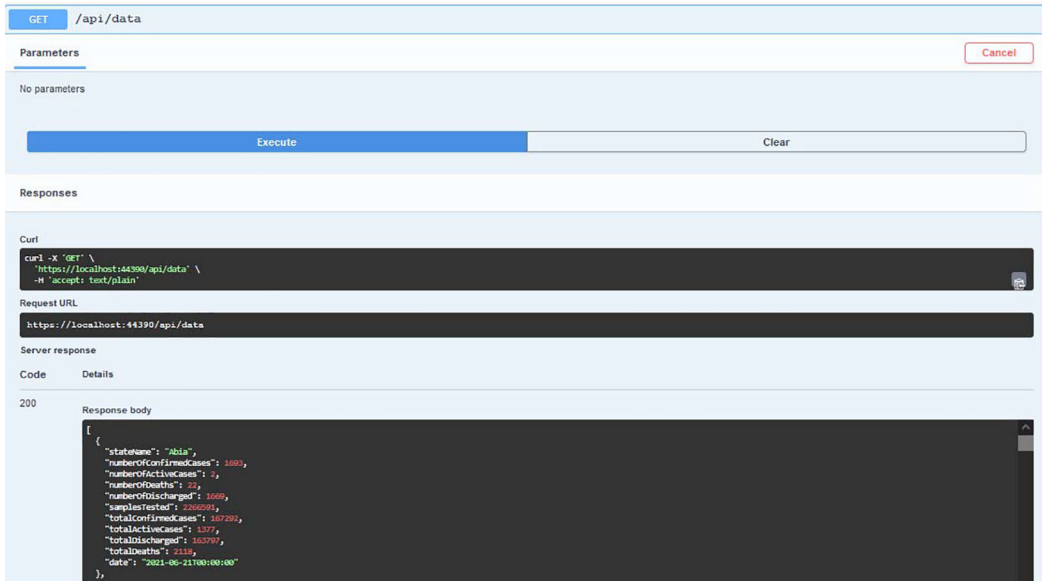 GET /api/data
Parameters
Cancel
No parameters
Execute
Clear
Responses
Curl
curl -X 'GET' \
'https://localhost:44390/api/data' \
-H 'accept: text/plain'
Request URL
https://localhost:44390/api/data
Server response
Code Details
200
Response body
[
{
"stateName": "Abia",
"numberOfConfirmedCases": 1693,
"numberOfActiveCases": 2,
"numberOfDeaths": 22,
"numberOfDischarged": 1669,
"samplesTested": 2266591,
"totalConfirmedCases": 167292,
"totalActiveCases": 1377,
"totalDischarged": 163797,
"totalDeaths": 2118,
"date": "2021-06-21T00:00:00"
},